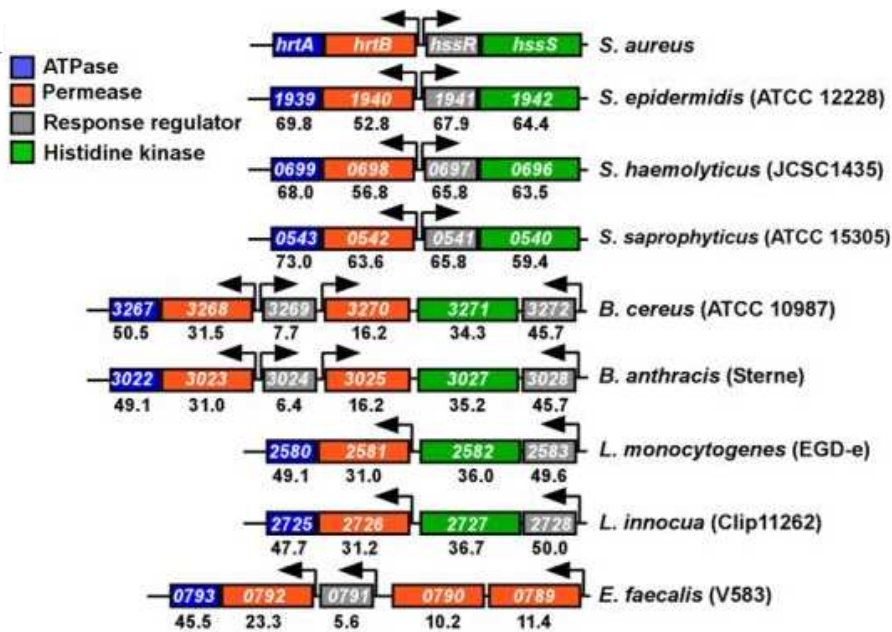 hrtA hrtB hssR hssS S. aureus
ATPase
Permease
Response regulator
Histidine kinase
1939 1940 1941 1942 S. epidermidis (ATCC 12228)
69.8 52.8 67.9 64.4
0699 0698 0697 0696 S. haemolyticus (JCSC1435)
68.0 56.8 65.8 63.5
0543 0542 0541 0540 S. saprophyticus (ATCC 15305)
73.0 63.6 65.8 59.4
3267 3268 3269 3270 3271 3272 B. cereus (ATCC 10987)
50.5 31.5 7.7 16.2 34.3 45.7
3022 3023 3024 3025 3027 3028 B. anthracis (Sterne)
49.1 31.0 6.4 16.2 35.2 45.7
2580 2581 2582 2583 L. monocytogenes (EGD-e)
49.1 31.0 36.0 49.6
2725 2726 2727 2728 L. innocua (Clip11262)
47.7 31.2 36.7 50.0
0793 0792 0791 0790 0789 E. faecalis (V583)
45.5 23.3 5.6 10.2 11.4